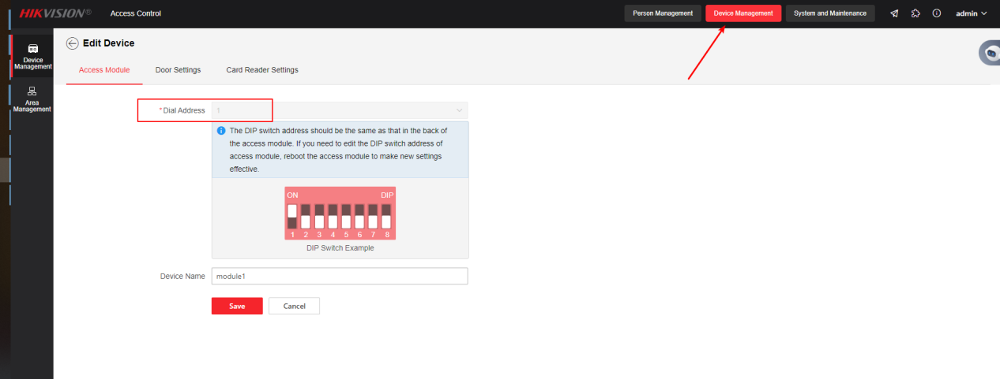 HIKVISION® Access Control Person Management Device Management System and Maintenance admin
Device Management
Area Management
Edit Device
Access Module Door Settings Card Reader Settings
*Dial Address 1
The DIP switch address should be the same as that in the back of
the access module. If you need to edit the DIP switch address of
access module, reboot the access module to make new settings
effective.
ON DIP
1 2 3 4 5 6 7 8
DIP Switch Example
Device Name module1
Save Cancel